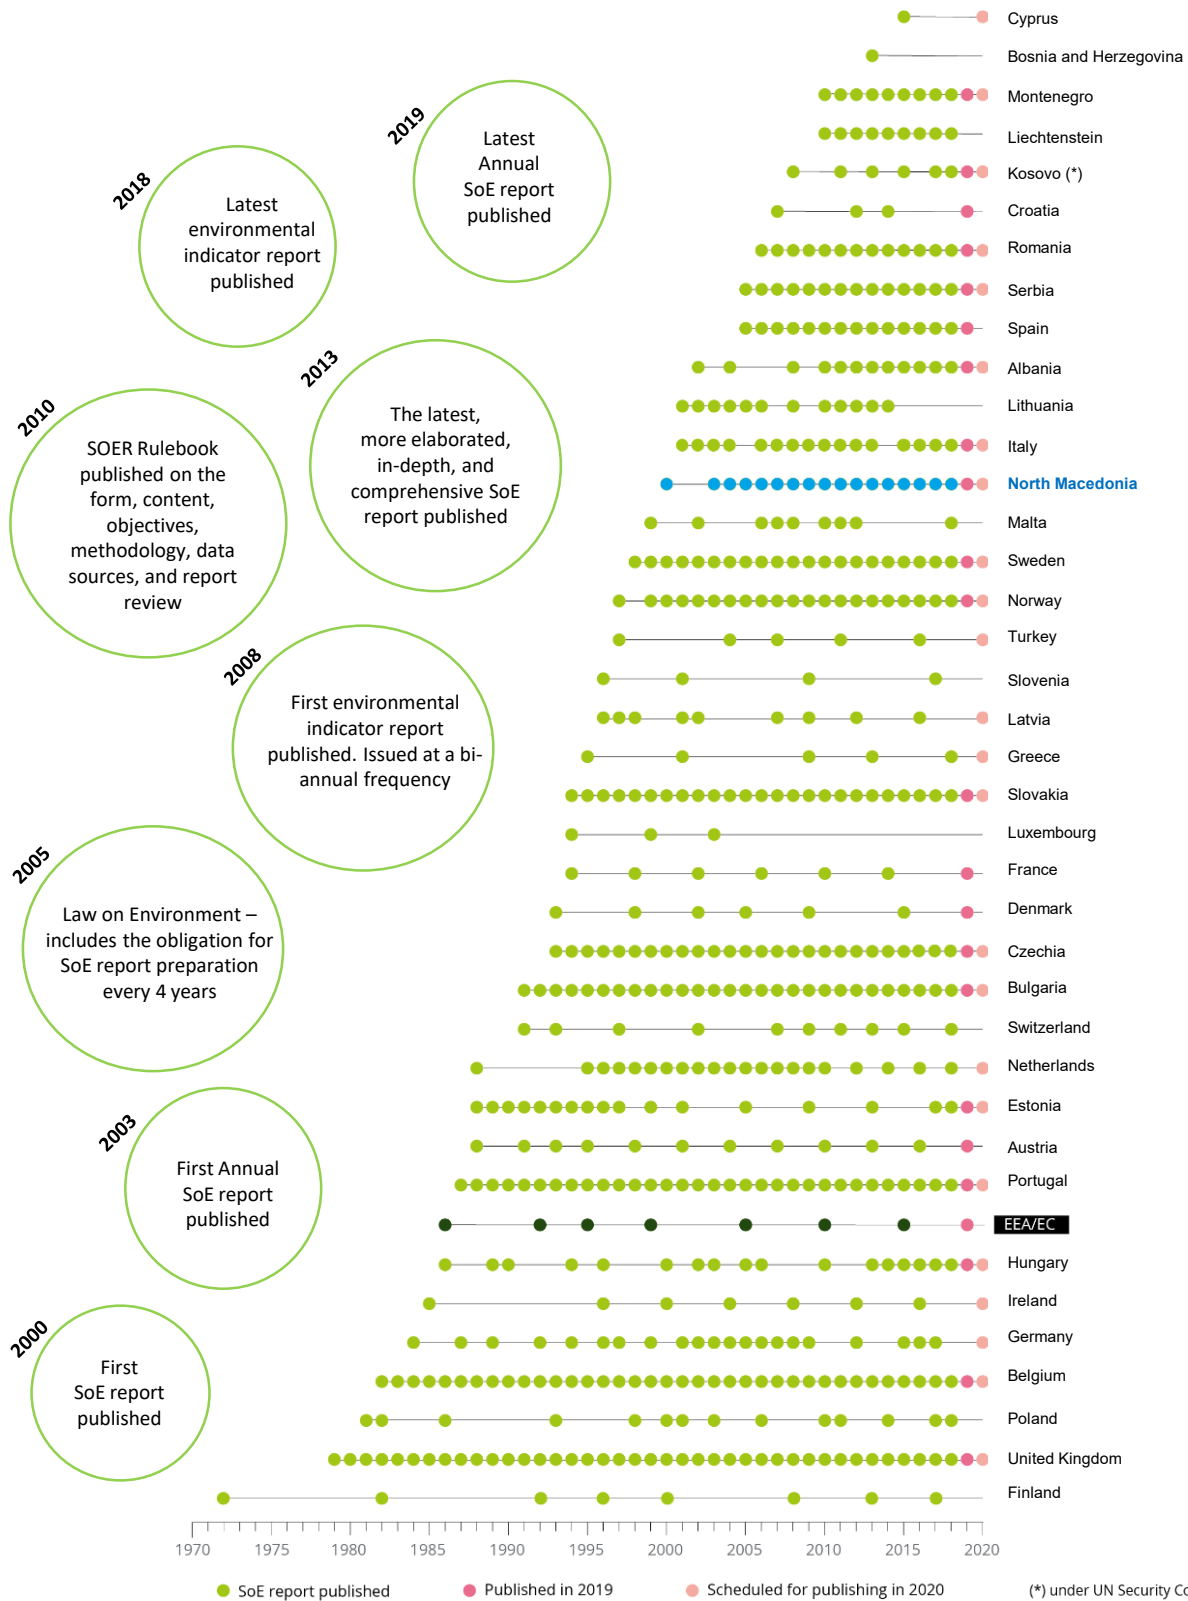 Cyprus
Bosnia and Herzegovina
Montenegro
Liechtenstein
Kosovo (*)
Croatia
Romania
Serbia
Spain
Albania
Lithuania
Italy
North Macedonia
Malta
Sweden
Norway
Turkey
Slovenia
Latvia
Greece
Slovakia
Luxembourg
France
Denmark
Czechia
Bulgaria
Switzerland
Netherlands
Estonia
Austria
Portugal
EEA/EC
Hungary
Ireland
Germany
Belgium
Poland
United Kingdom
Finland
2019
Latest
Annual
SoE report
published
2018
Latest
environmental
indicator report
published
2013
The latest,
more elaborated,
in-depth, and
comprehensive SoE
report published
2010
SOER Rulebook
published on the
form, content,
objectives,
methodology, data
sources, and report
review
2008
First environmental
indicator report
published. Issued at a bi-
annual frequency
2005
Law on Environment –
includes the obligation for
SoE report preparation
every 4 years
2003
First Annual
SoE report
published
2000
First
SoE report
published
1970 1975 1980 1985 1990 1995 2000 2005 2010 2015 2020
SoE report published
Published in 2019
Scheduled for publishing in 2020
(*) under UN Security